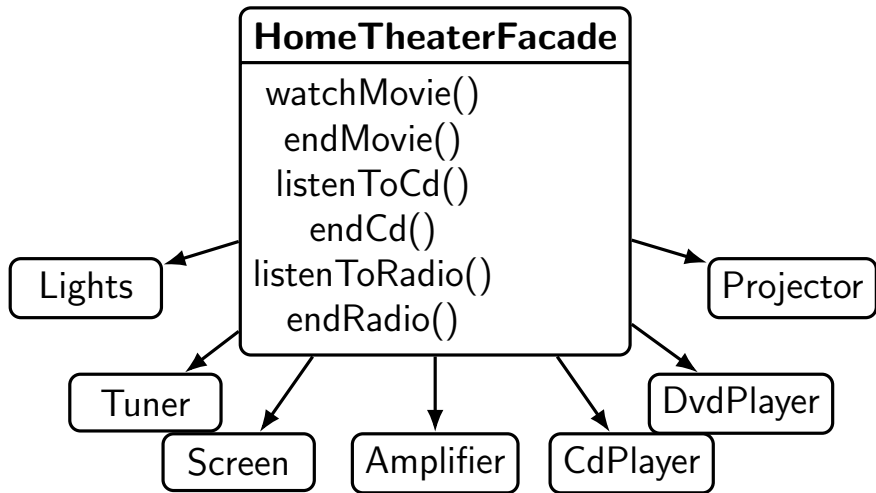 HomeTheaterFacade
watchMovie()
endMovie()
listenToCd()
endCd()
listenToRadio()
endRadio()
Lights
Projector
Tuner
DvdPlayer
Screen
Amplifier
CdPlayer